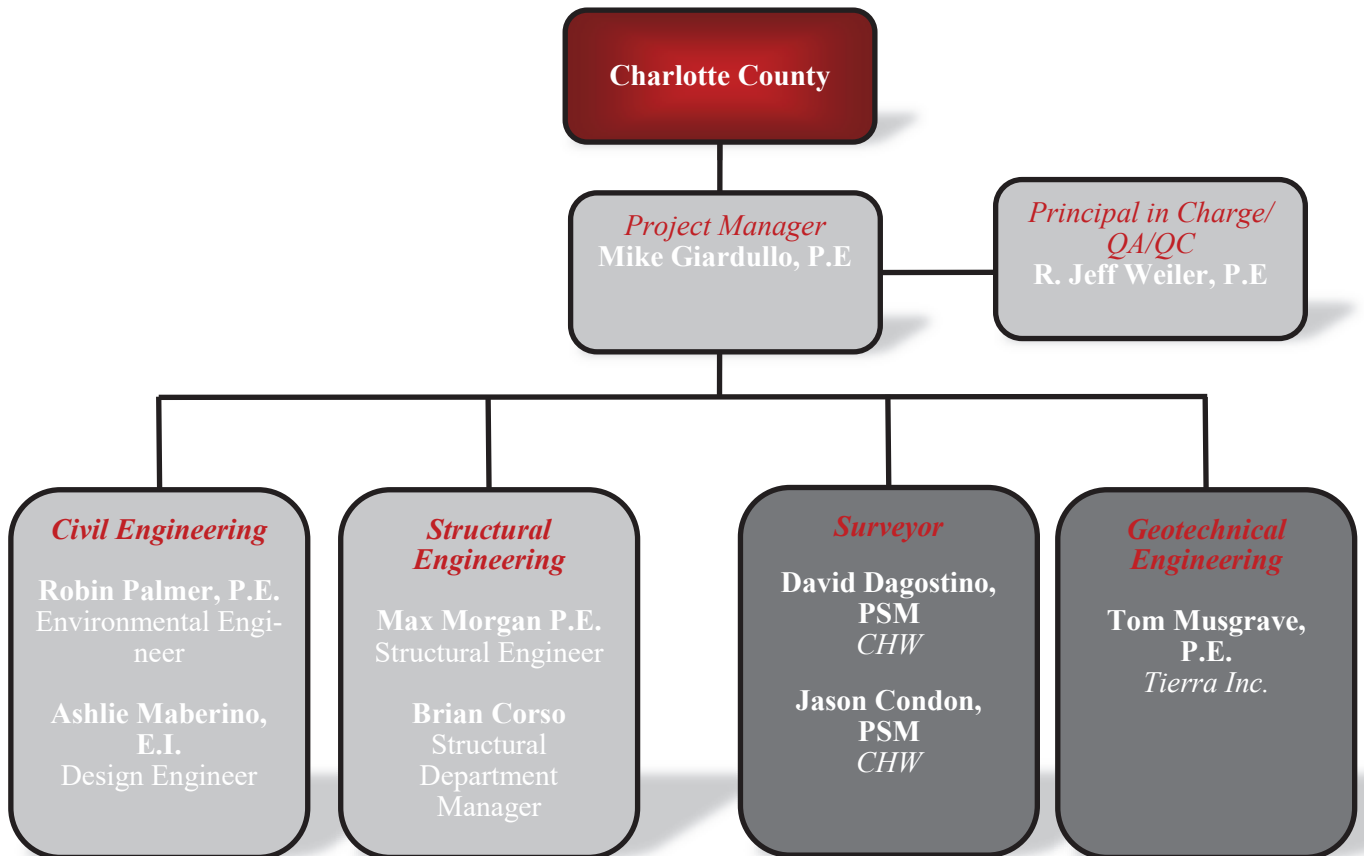 Charlotte County
Project Manager
Mike Giardullo, P.E
Principal in Charge/
QA/QC
R. Jeff Weiler, P.E
Civil Engineering
Robin Palmer, P.E.
Environmental Engi-
neer
Ashlie Maberino,
E.I.
Design Engineer
Structural
Engineering
Max Morgan P.E.
Structural Engineer
Brian Corso
Structural
Department
Manager
Surveyor
David Dagostino,
PSM
CHW
Jason Condon,
PSM
CHW
Geotechnical
Engineering
Tom Musgrave,
P.E.
Tierra Inc.